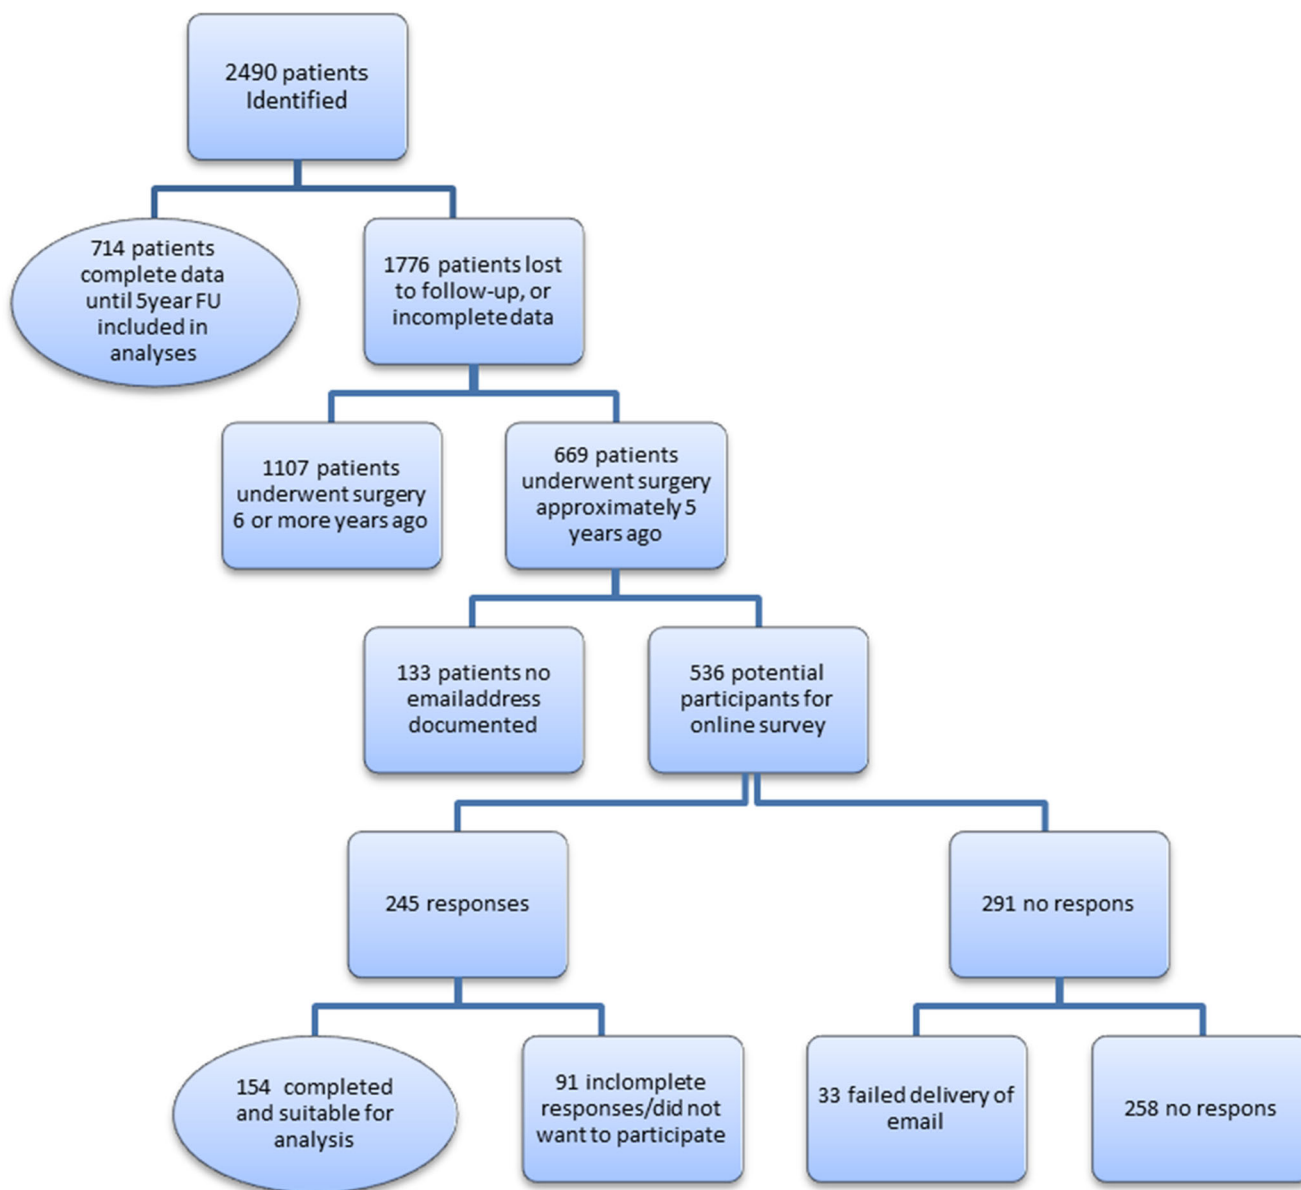 2490 patients
Identified
714 patients
complete data
until 5year FU
included in
analyses
1776 patients lost
to follow-up, or
incomplete data
1107 patients
underwent surgery
6 or more years ago
669 patients
underwent surgery
approximately 5
years ago
133 patients no
emailaddress
documented
536 potential
participants for
online survey
245 responses
291 no respons
154 completed
and suitable for
analysis
91 inclomplete
responses/did not
want to participate
33 failed delivery of
email
258 no respons